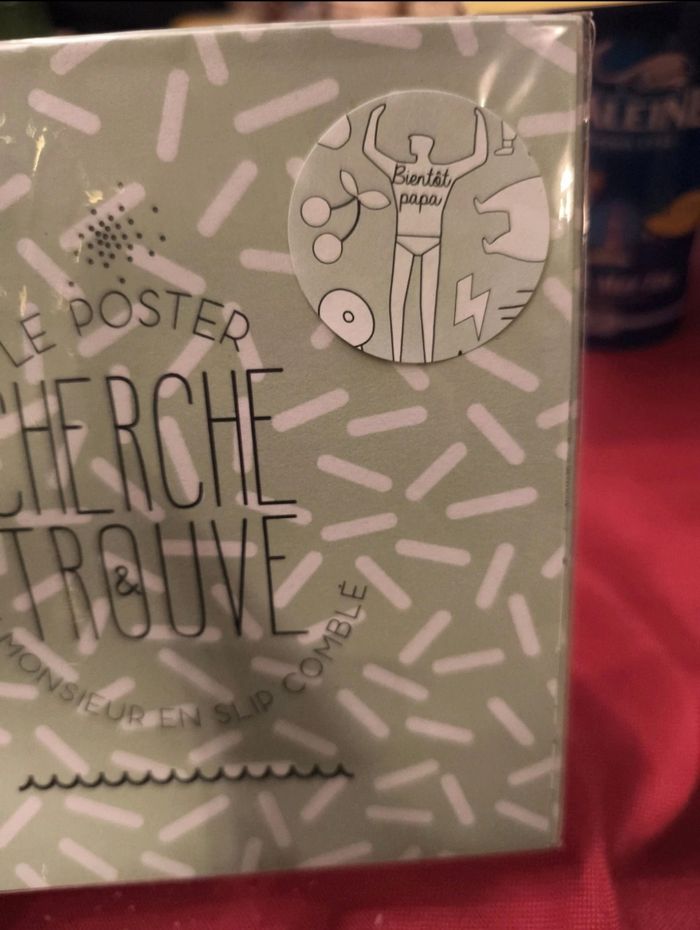 Bientôt
papa
LE POSTER
CHERCHE
&
TROUVE
MONSIEUR EN SLIP COMBLÉ